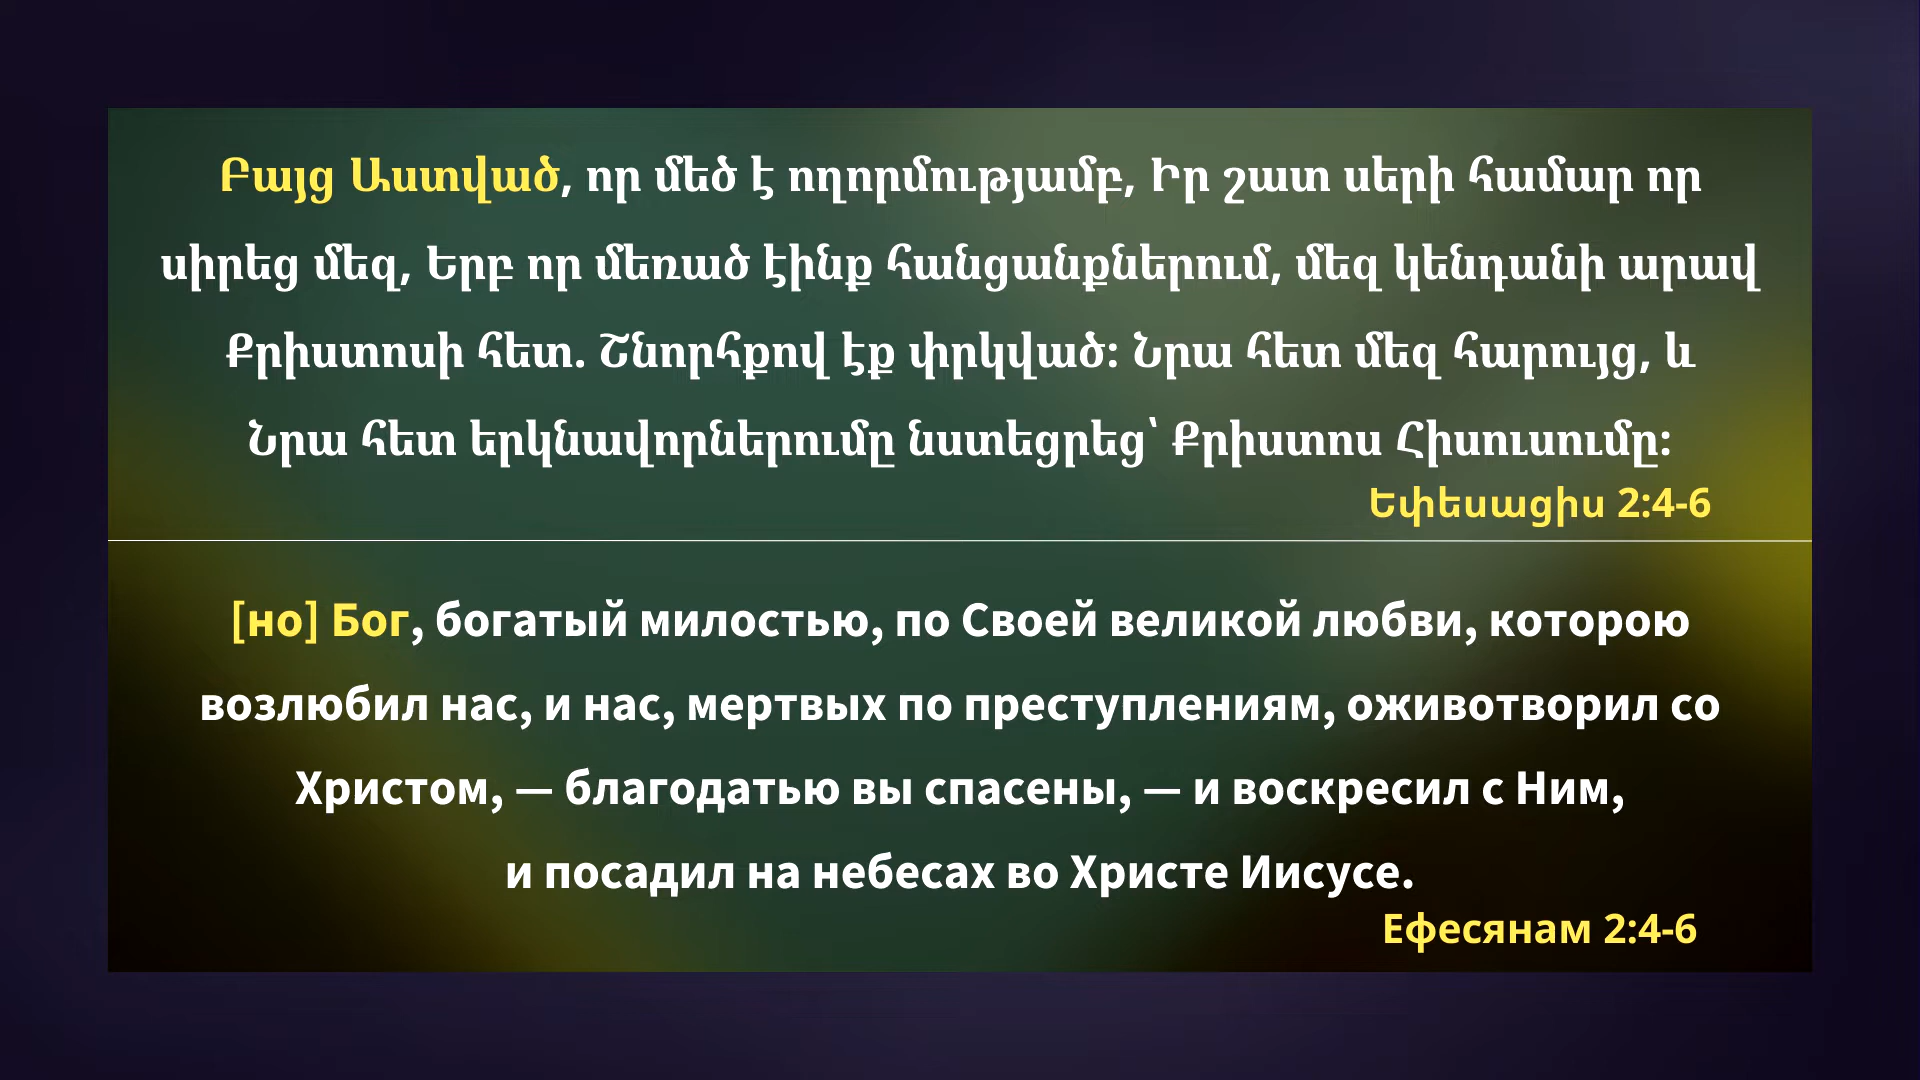 Բայց Աստված, որ մեծ է ողորմությամբ, Իր շատ սերի համար որ
սիրեց մեզ, Երբ որ մեռած էինք հանցանքներում, մեզ կենդանի արավ
Քրիստոսի հետ. Շնորհքով էք փրկված: Նրա հետ մեզ հարույց, և
Նրա հետ երկնավորներումը նստեցրեց՝ Քրիստոս Հիսուսումը:
Եփեսացիս 2:4-6
[но] Бог, богатый милостью, по Своей великой любви, которою
возлюбил нас, и нас, мертвых по преступлениям, оживотворил со
Христом, — благодатью вы спасены, — и воскресил с Ним,
и посадил на небесах во Христе Иисусе.
Ефесянам 2:4-6